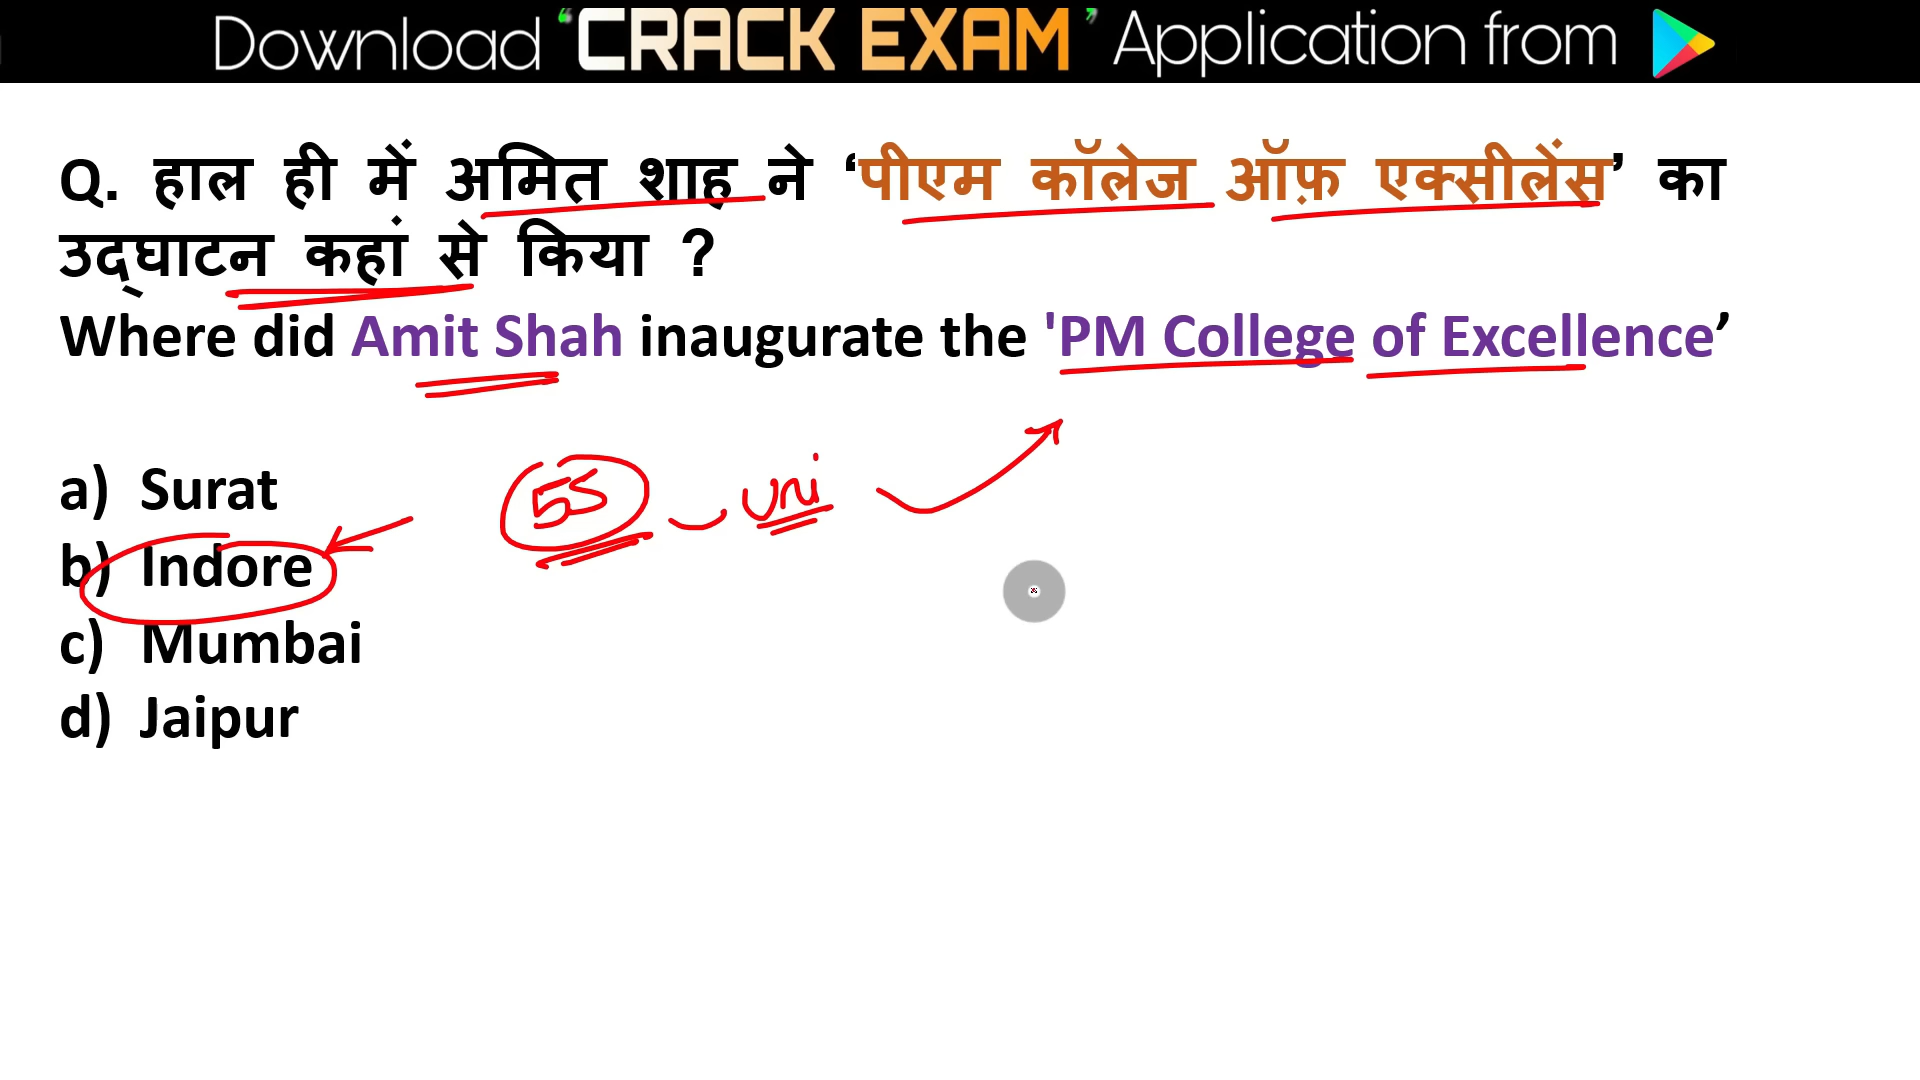 Download ‘CRACK EXAM’ Application from
Q. हाल ही में अमित शाह ने ‘पीएम कॉलेज ऑफ़ एक्सीलेंस’ का
उद्घाटन कहां से किया ?
Where did Amit Shah inaugurate the 'PM College of Excellence’
a) Surat
55 uni
b) Indore
c) Mumbai
d) Jaipur